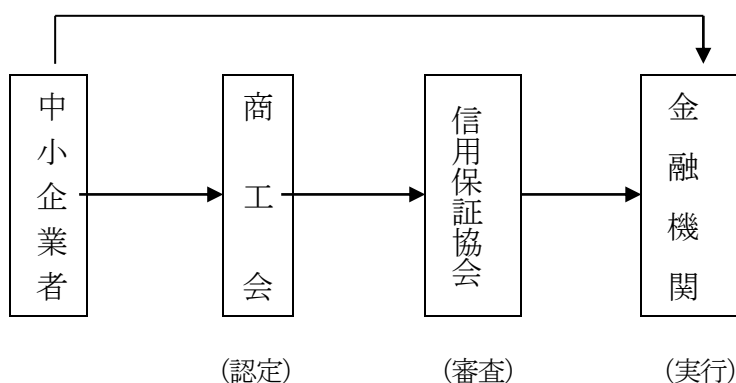 中小企業者
商工会
信用保証協会
金融機関
(認定)
(審査)
(実行)